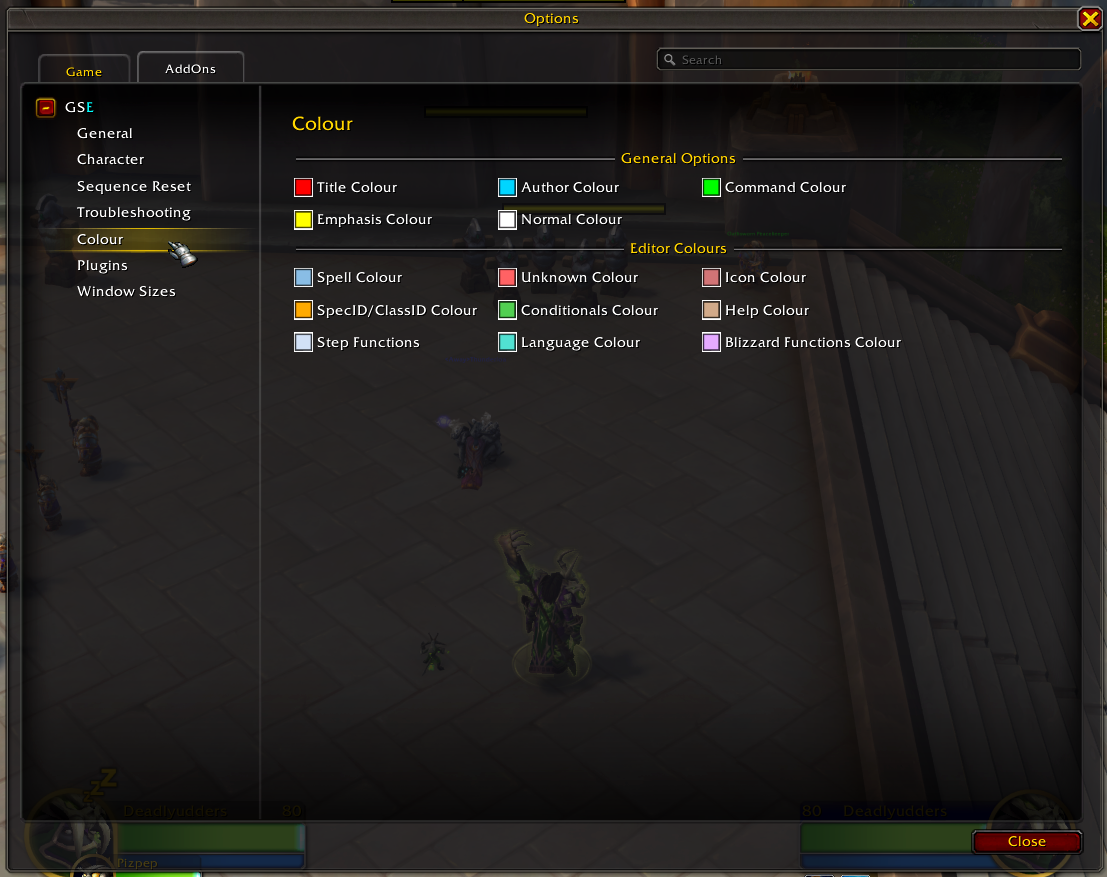 Options
Game
AddOns
Search
GSE
General
Character
Sequence Reset
Troubleshooting
Colour
Plugins
Window Sizes
Colour
General Options
Title Colour
Author Colour
Command Colour
Emphasis Colour
Normal Colour
Editor Colours
Spell Colour
Unknown Colour
Icon Colour
SpecID/ClassID Colour
Conditionals Colour
Help Colour
Step Functions
Language Colour
Blizzard Functions Colour
Deadlyudders 80
80 Deadlyudders
Pizpep
Close